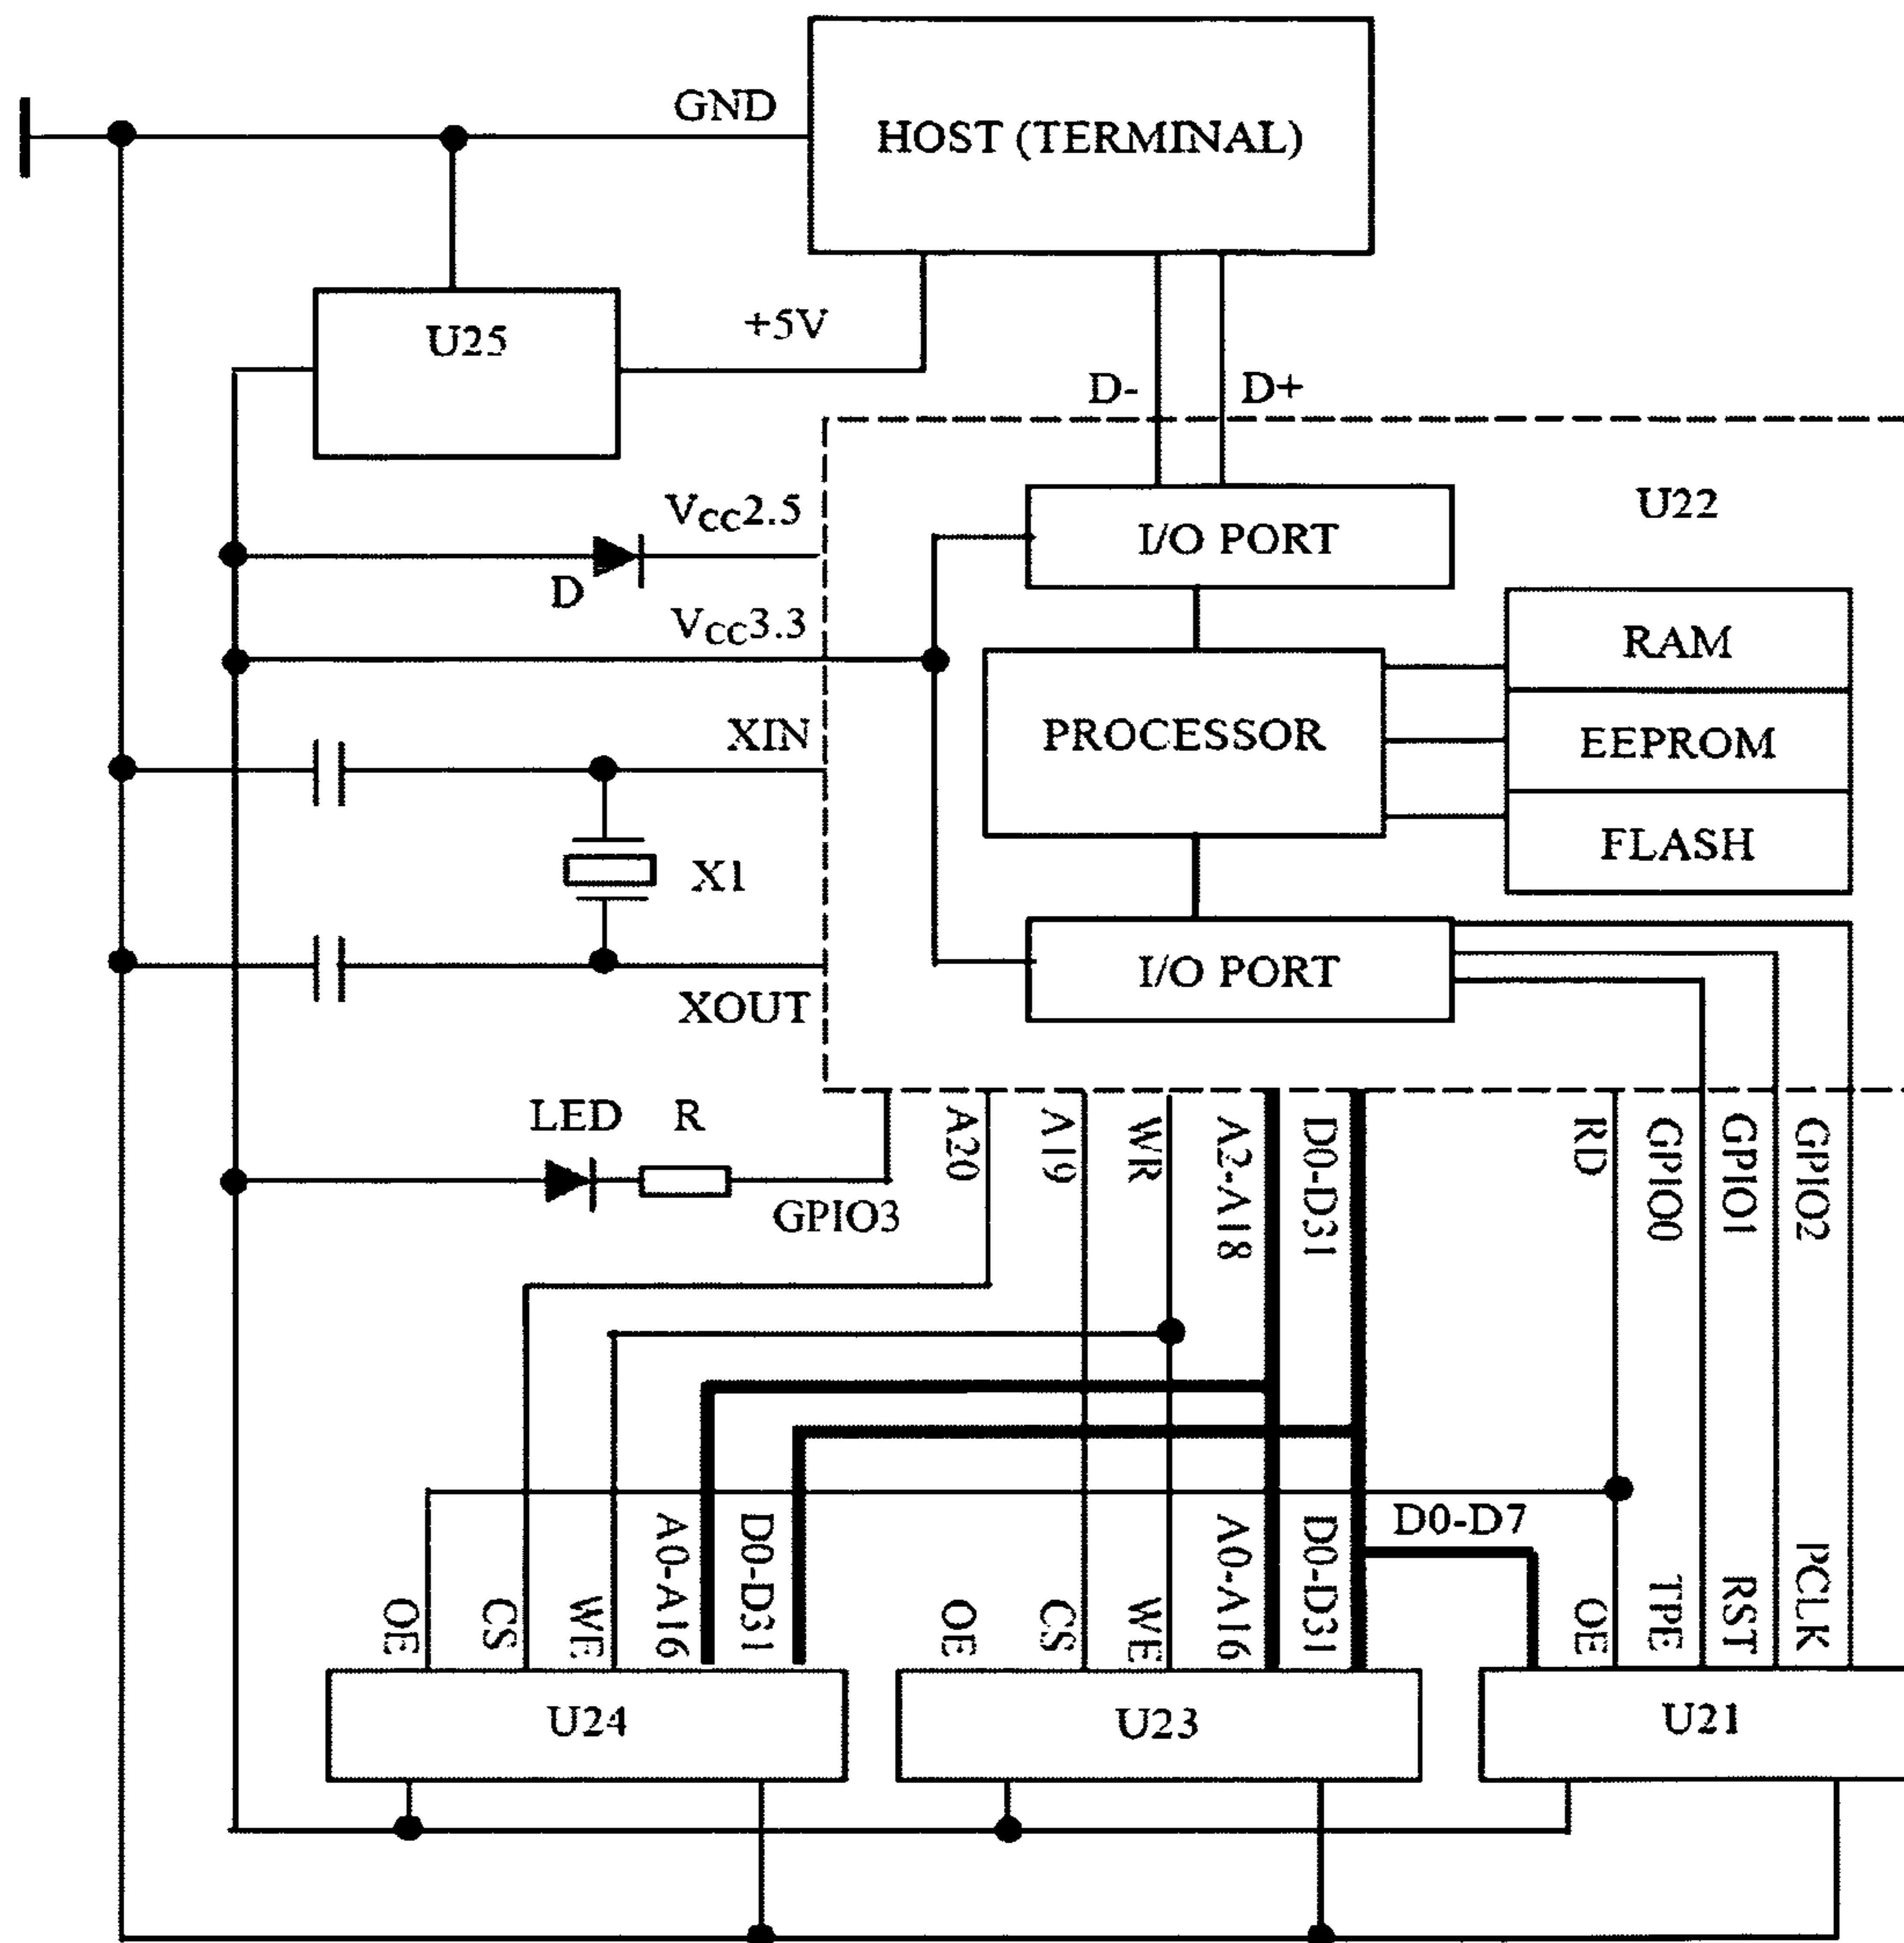 GND
HOST (TERMINAL)
U25
+5V
D-
D+
U22
VCC2.5
I/O PORT
D
VCC3.3
RAM
XIN
PROCESSOR
EEPROM
X1
FLASH
I/O PORT
XOUT
LED
R
GPIO3
A20
A19
WR
A2-A18
D0-D31
RD
GPIO0
GPIO1
GPIO2
D0-D7
OE
CS
WE
A0-A16
D0-D31
OE
CS
WE
A0-A16
D0-D31
OE
TPE
RST
PCLK
U24
U23
U21